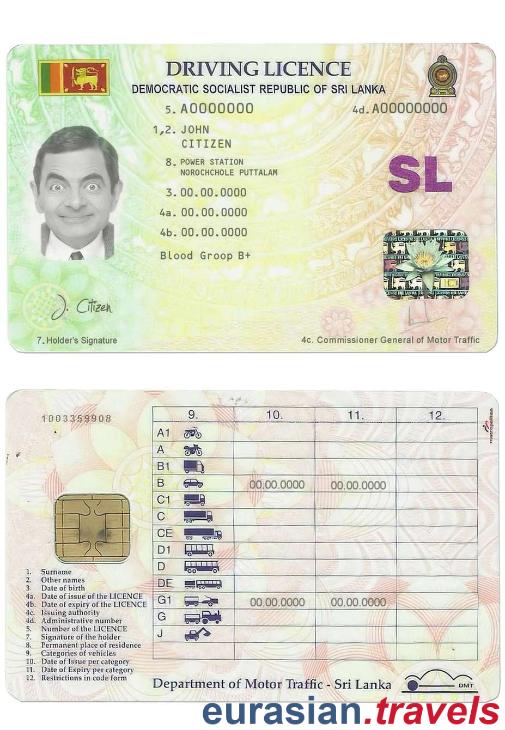 DRIVING LICENCE
DEMOCRATIC SOCIALIST REPUBLIC OF SRI LANKA
5. A0000000 4d. A00000000
1,2. JOHN
CITIZEN
8. POWER STATION
NOROCHCHOLE PUTTALAM
SL
3. 00.00.0000
4a. 00.00.0000
4b. 00.00.0000
Blood Group B+
J. Citizen
7. Holder's Signature 4c. Commissioner General of Motor Traffic
1003359908
9. 10. 11. 12.
A1
A
B1
B 00.00.0000 00.00.0000
C1
C
CE
D1
D
DE
G1 00.00.0000 00.00.0000
G
J
1. Surname
2. Other names
3. Date of birth
4a. Date of issue of the LICENCE
4b. Date of expiry of the LICENCE
4c. Issuing authority
4d. Administrative number
5. Number of the LICENCE
7. Signature of the holder
8. Permanent place of residence
9. Categories of vehicles
10. Date of Issue per category
11. Date of Expiry per category
12. Restrictions in code form
Department of Motor Traffic - Sri Lanka DMT
eurasian.travels